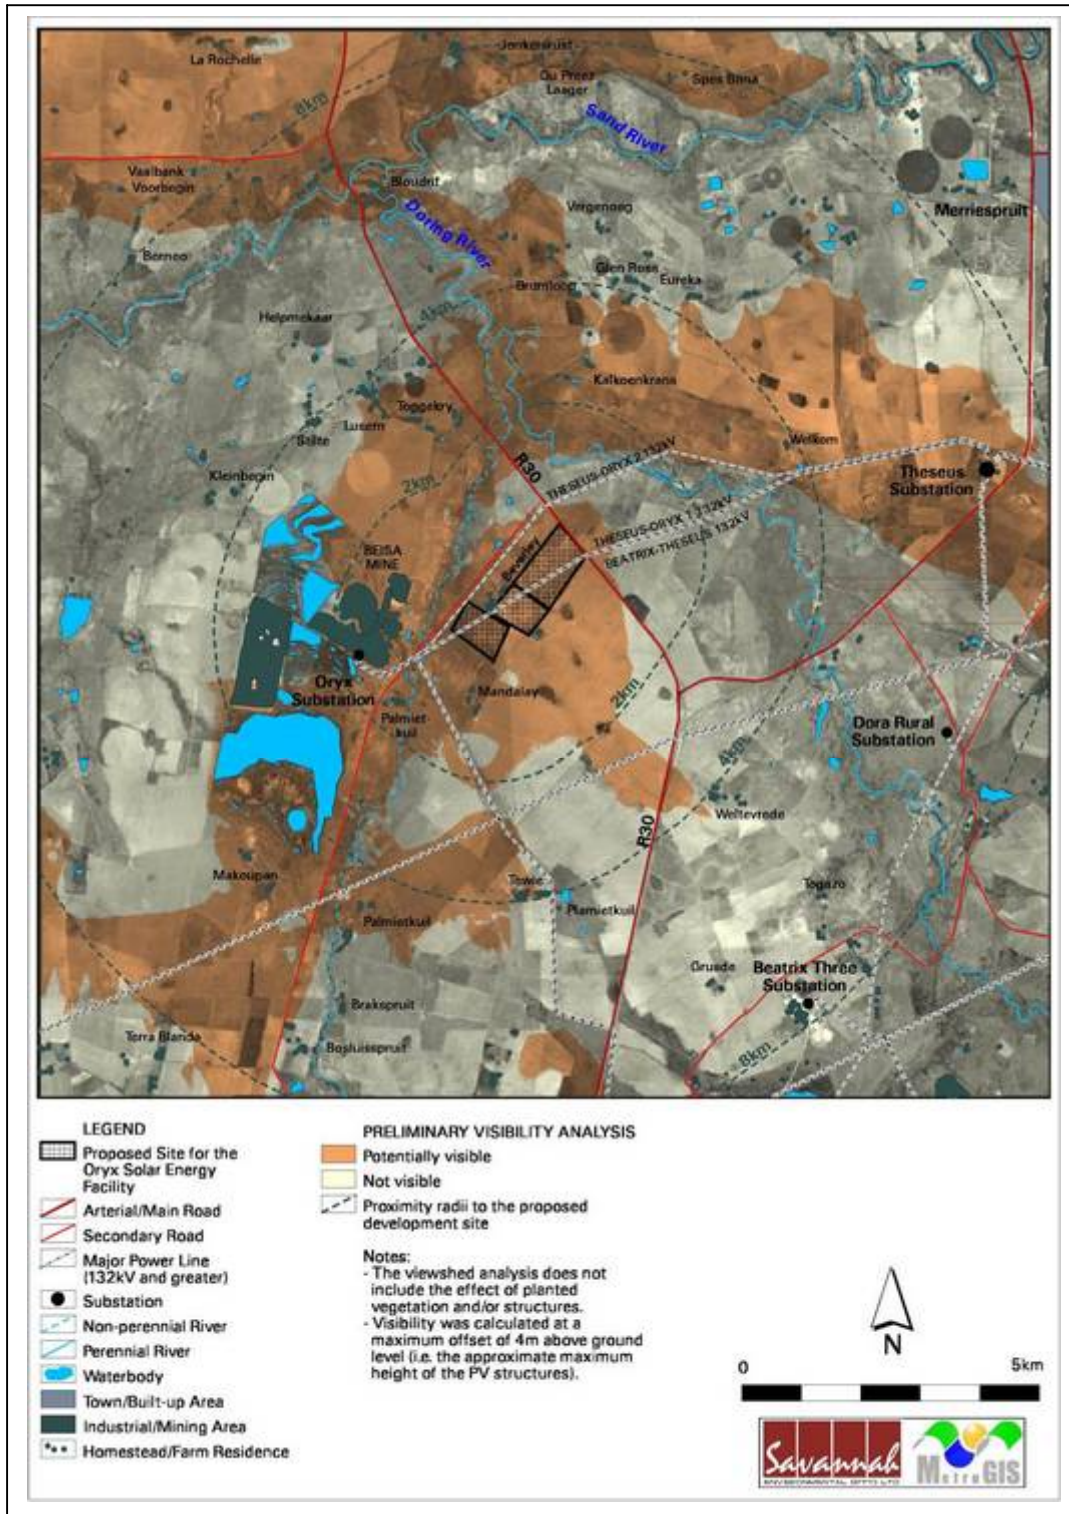 La Rochelle
Jonkersrust
Du Preez
Laager
Spes Bona
8km
Sand River
Vaalbank
Voorbegin
Bloudrif
Merriespruit
Doring River
Vergenoeg
Borneo
Glen Ross
Eureka
4km
Helpmekaar
Kalkoenkrans
Toggekry
Lusern
Stilte
Welkom
R30
THESEUS-ORYX 2 132kV
Kleinbegin
2km
Theseus
Substation
THESEUS-ORYX 1 132kV
BEATRIX-THESEUS 132kV
BEISA
MINE
Beverley
Oryx
Substation
Mandalay
2km
Palmiet-
kuil
Dora Rural
Substation
4km
Weltevrede
R30
Makoupan
Palmietkuil
Plamietkuil
Beatrix Three
Substation
Brakspruit
Terra Blanda
Bosluisspruit
8km
LEGEND
Proposed Site for the
Oryx Solar Energy
Facility
Arterial/Main Road
Secondary Road
Major Power Line
(132kV and greater)
Substation
Non-perennial River
Perennial River
Waterbody
Town/Built-up Area
Industrial/Mining Area
Homestead/Farm Residence
PRELIMINARY VISIBILITY ANALYSIS
Potentially visible
Not visible
Proximity radii to the proposed
development site
Notes:
- The viewshed analysis does not
include the effect of planted
vegetation and/or structures.
- Visibility was calculated at a
maximum offset of 4m above ground
level (i.e. the approximate maximum
height of the PV structures).
N
0 5km
Savannah
ENVIRONMENTAL (PTY) LTD
MetroGIS